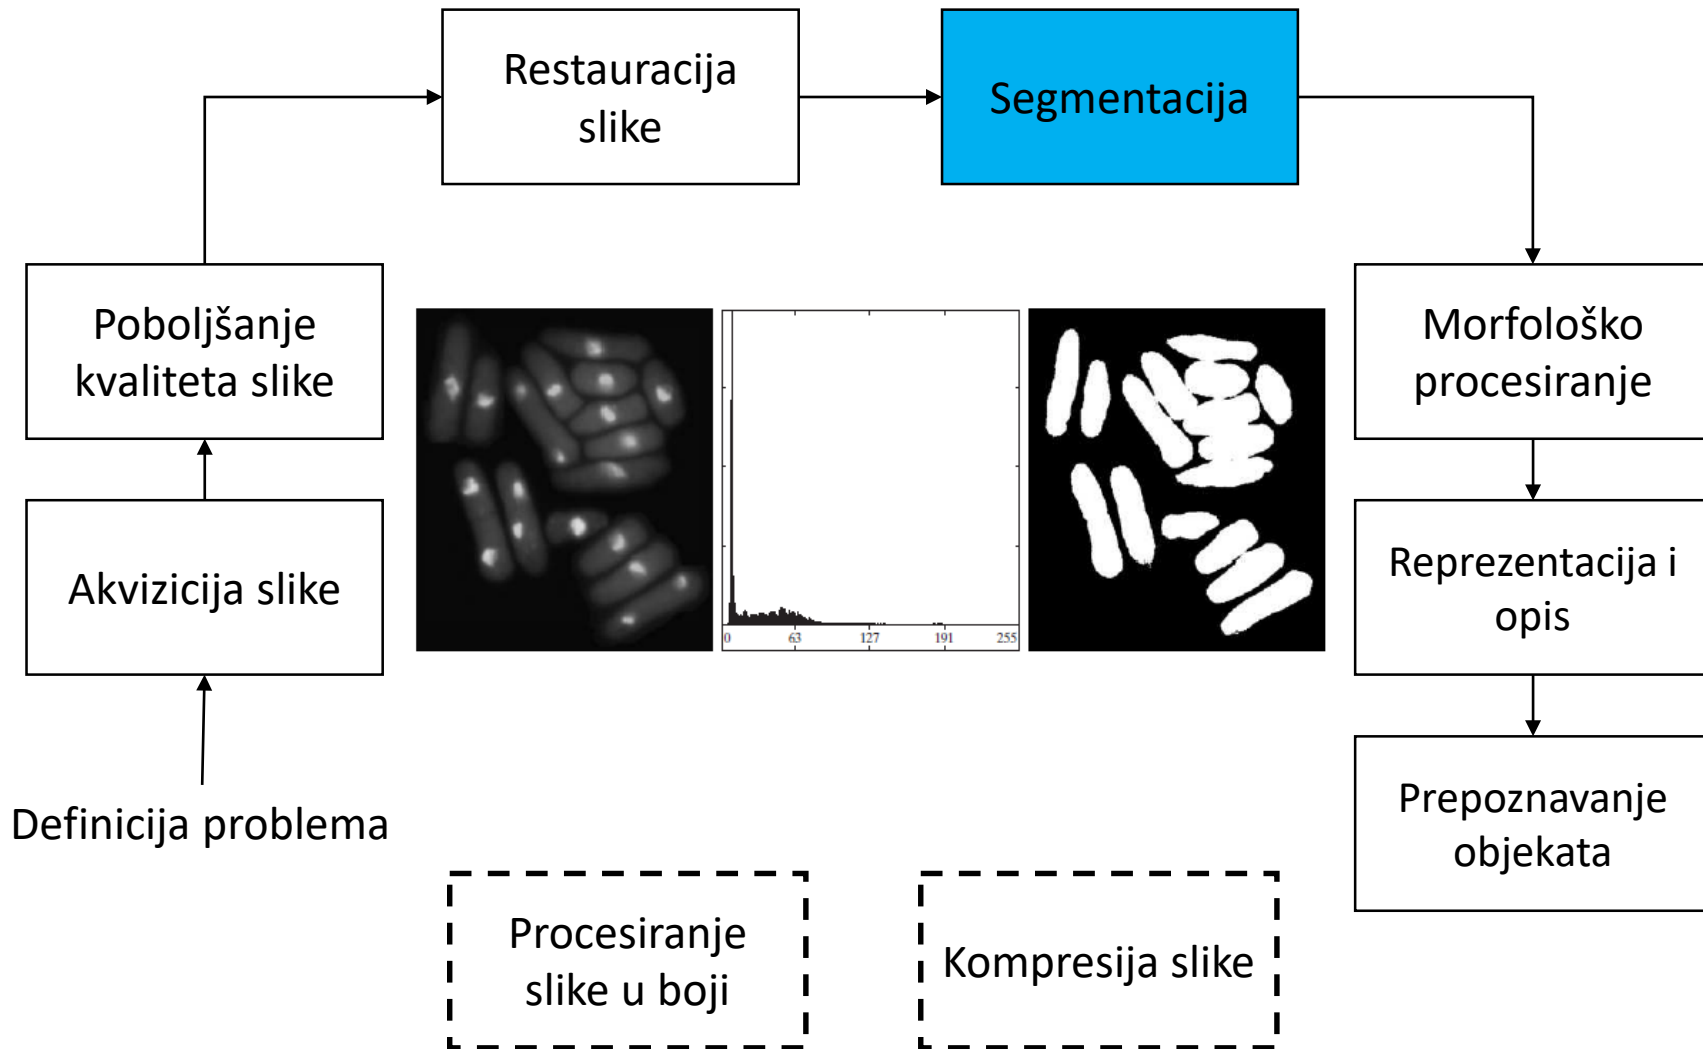 Restauracija
slike
Segmentacija
Poboljšanje
kvaliteta slike
Morfološko
procesiranje
Akvizicija slike
0 63 127 191 255
Reprezentacija i
opis
Definicija problema
Prepoznavanje
objekata
Procesiranje
slike u boji
Kompresija slike